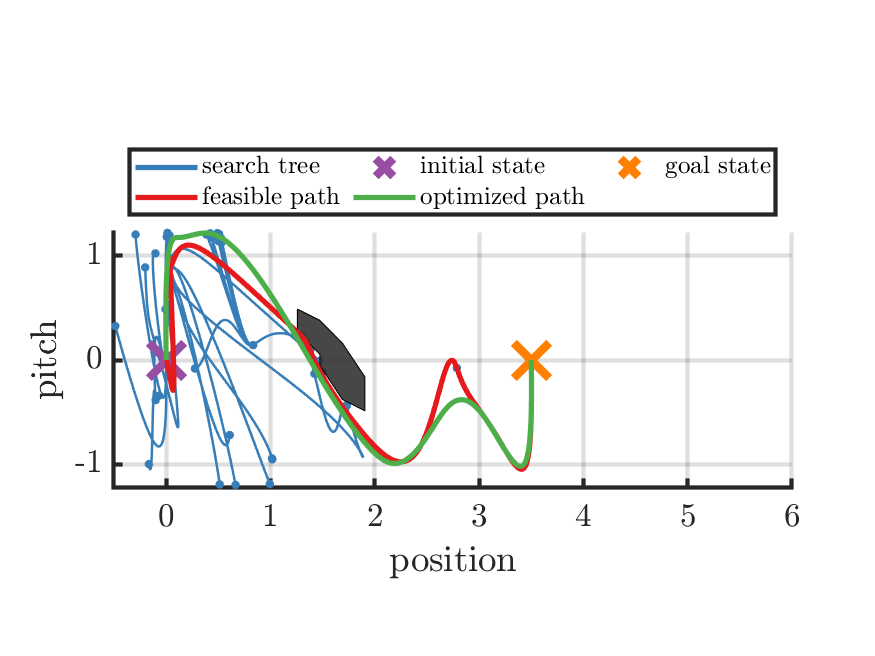 search tree initial state goal state
feasible path optimized path
1
0
-1
pitch
0 1 2 3 4 5 6
position